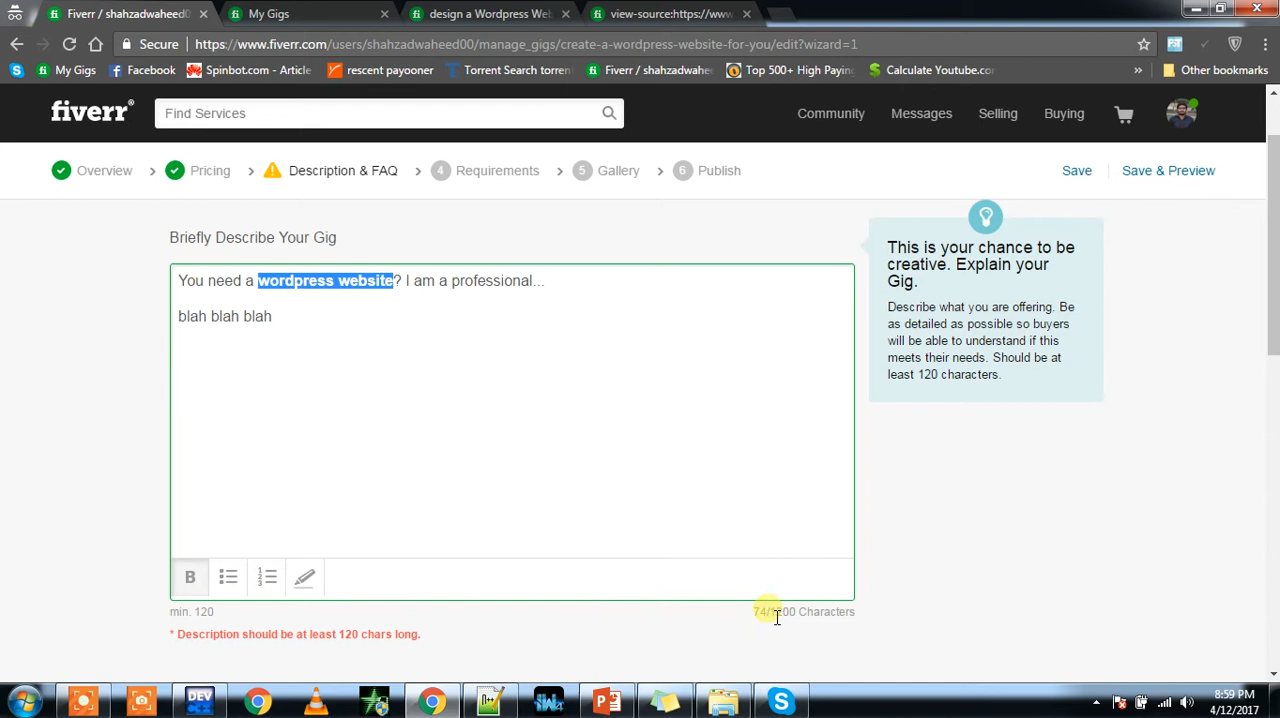 Fiverr / shahzadwaheed0
My Gigs
design a Wordpress Web
view-source:https://www
Secure
https://www.fiverr.com/users/shahzadwaheed00/manage_gigs/create-a-wordpress-website-for-you/edit?wizard=1
My Gigs
Facebook
Spinbot.com - Article
rescent payooner
Torrent Search torren
Fiverr / shahzadwahe
Top 500+ High Payin
Calculate Youtube.co
»
Other bookmarks
fiverr®
Find Services
Community
Messages
Selling
Buying
Overview
Pricing
Description & FAQ
4 Requirements
5 Gallery
6 Publish
Save
Save & Preview
Briefly Describe Your Gig
You need a wordpress website? I am a professional...
blah blah blah
B
min. 120
74/1200 Characters
* Description should be at least 120 chars long.
This is your chance to be
creative. Explain your
Gig.
Describe what you are offering. Be
as detailed as possible so buyers
will be able to understand if this
meets their needs. Should be at
least 120 characters.
DEV
8:59 PM
4/12/2017